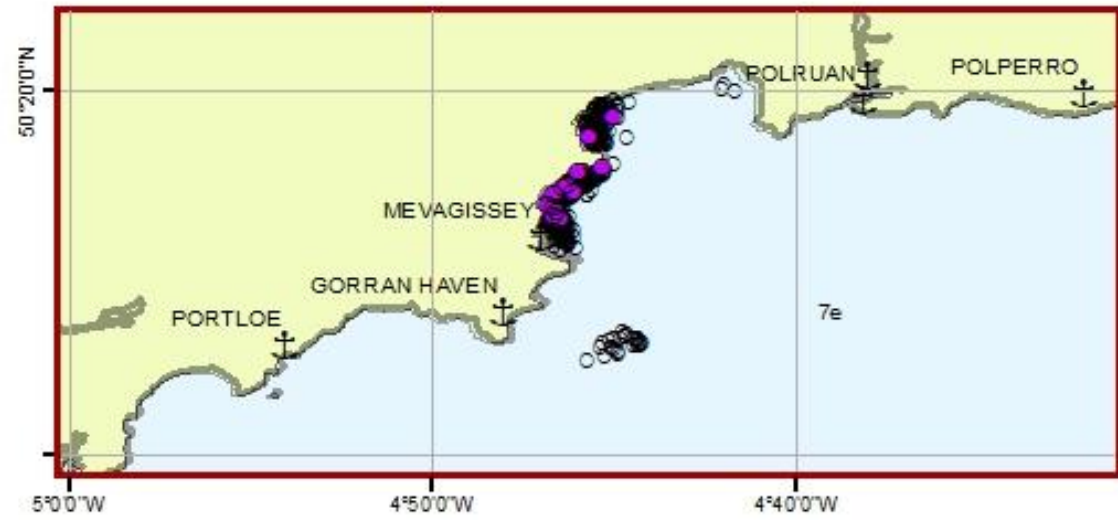 POLRUAN
POLPERRO
50°20'0"N
MEVAGISSEY
GORRAN HAVEN
PORTLOE
7e
5°0'0"W
4°50'0"W
4°40'0"W